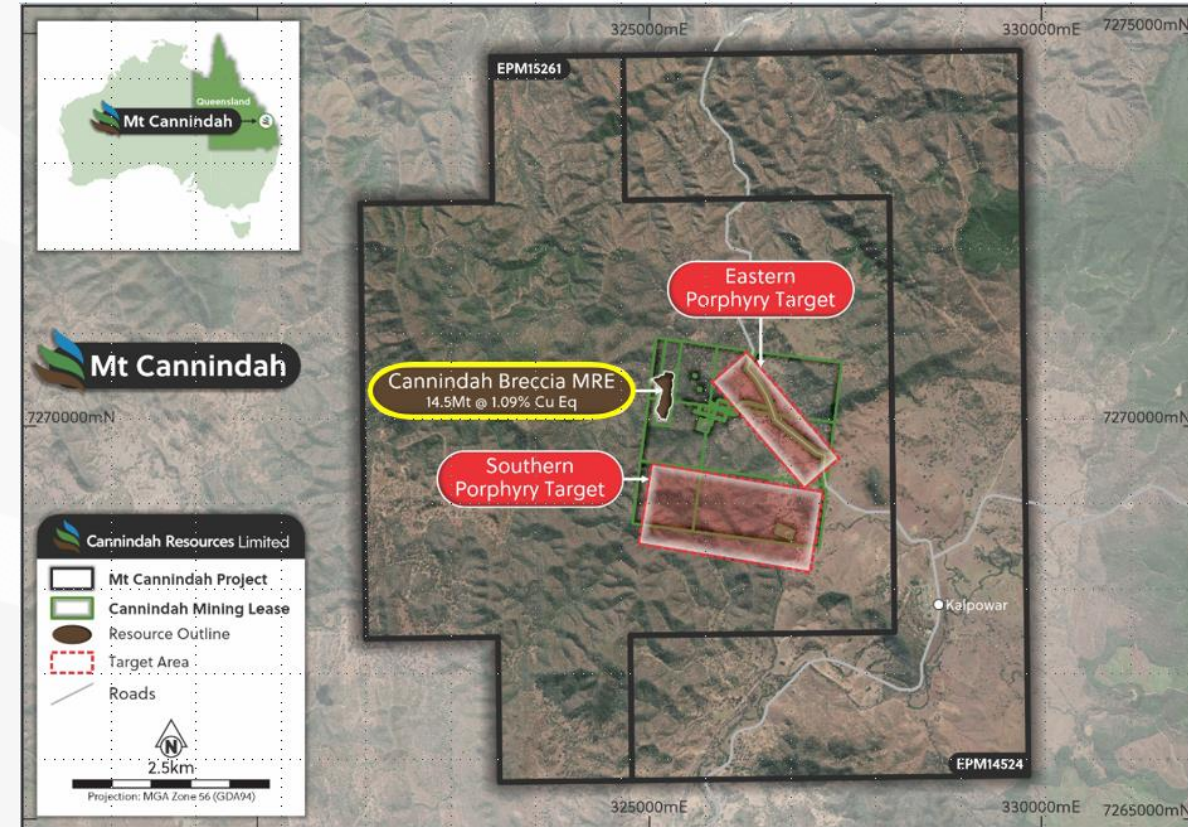 325000mE
330000mE
7275000mN
EPM15261
Queensland
Mt Cannindah
Eastern
Porphyry Target
Mt Cannindah
Cannindah Breccia MRE
14.5Mt @ 1.09% Cu Eq
7270000mN
7270000mN
Southern
Porphyry Target
Cannindah Resources Limited
Mt Cannindah Project
Cannindah Mining Lease
Resource Outline
Target Area
Roads
N
2.5km
Projection: MGA Zone 56 (GDA94)
Kalpowar
EPM14524
325000mE
330000mE
7265000mN